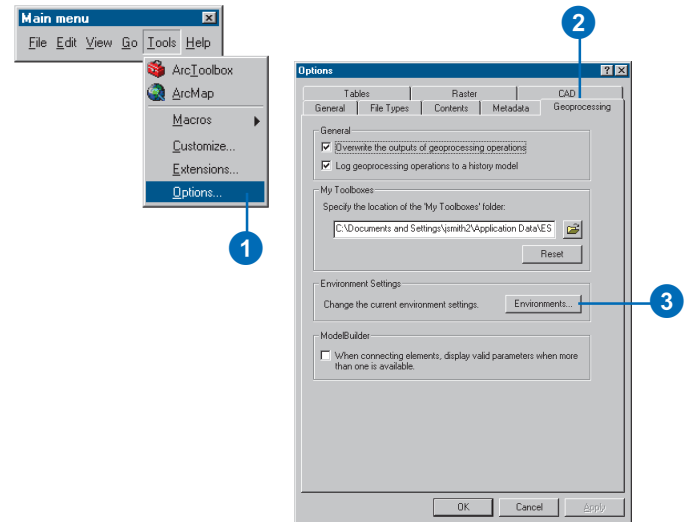 Main menu
File Edit View Go Tools Help
ArcToolbox
ArcMap
Macros
Customize...
Extensions...
Options...
1
2
Options
Tables Raster CAD
General File Types Contents Metadata Geoprocessing
General
Overwrite the outputs of geoprocessing operations
Log geoprocessing operations to a history model
My Toolboxes
Specify the location of the 'My Toolboxes' folder:
C:\Documents and Settings\jsmith2\Application Data\ES
Reset
Environment Settings
Change the current environment settings. Environments...
3
ModelBuilder
When connecting elements, display valid parameters when more
than one is available.
OK Cancel Apply